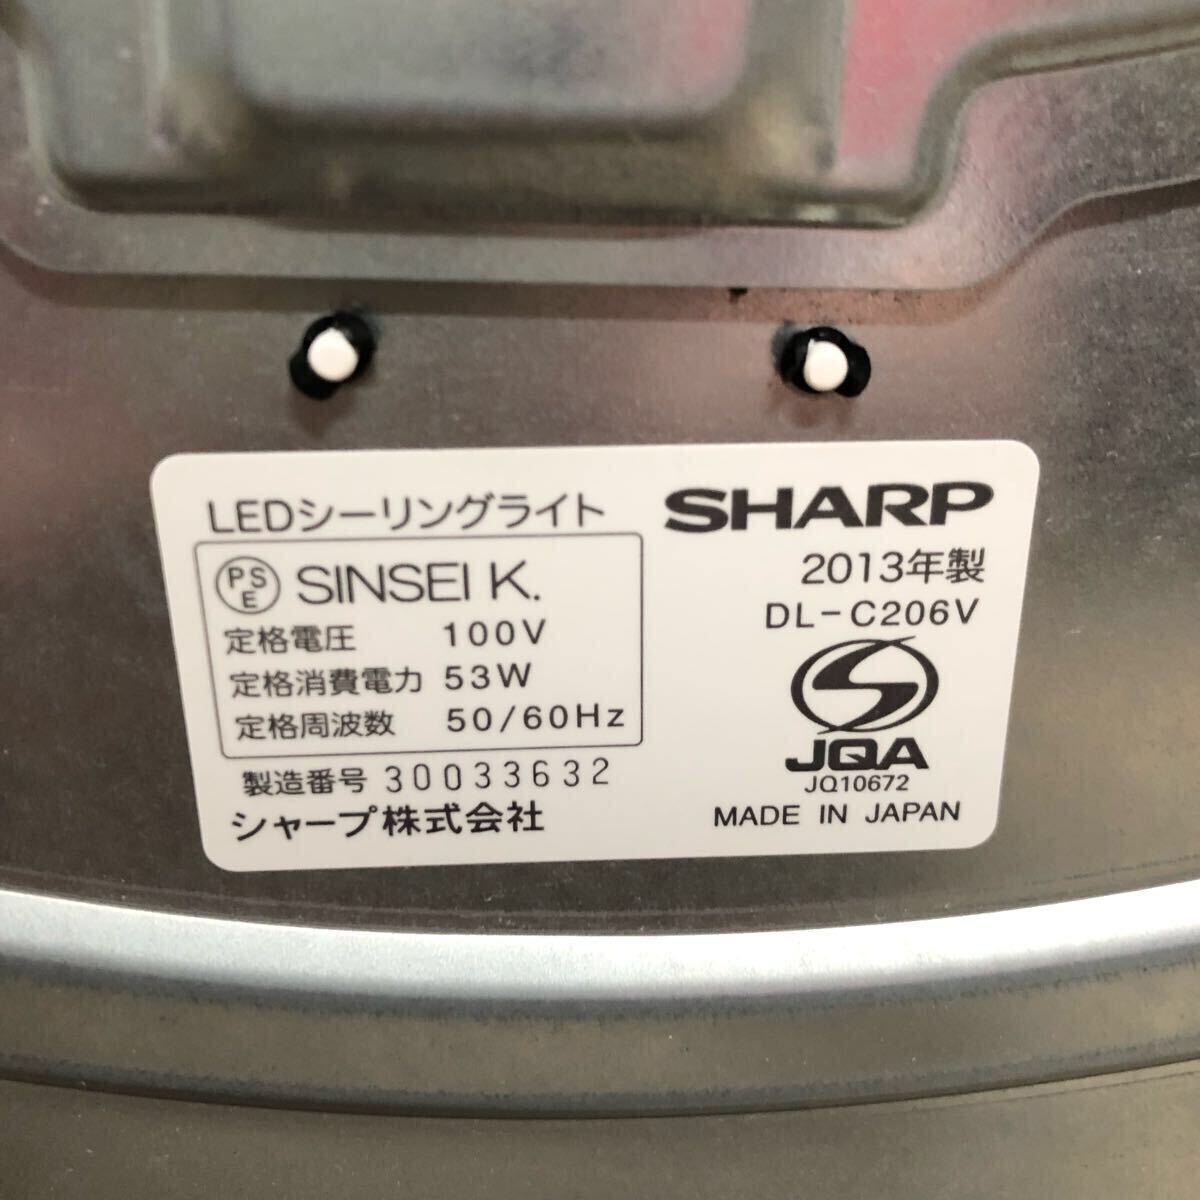 LEDシーリングライト
PSE SINSEI K.
定格電圧 100V
定格消費電力 53W
定格周波数 50/60Hz
製造番号 30033632
シャープ株式会社
SHARP
2013年製
DL-C206V
JQA
JQ10672
MADE IN JAPAN